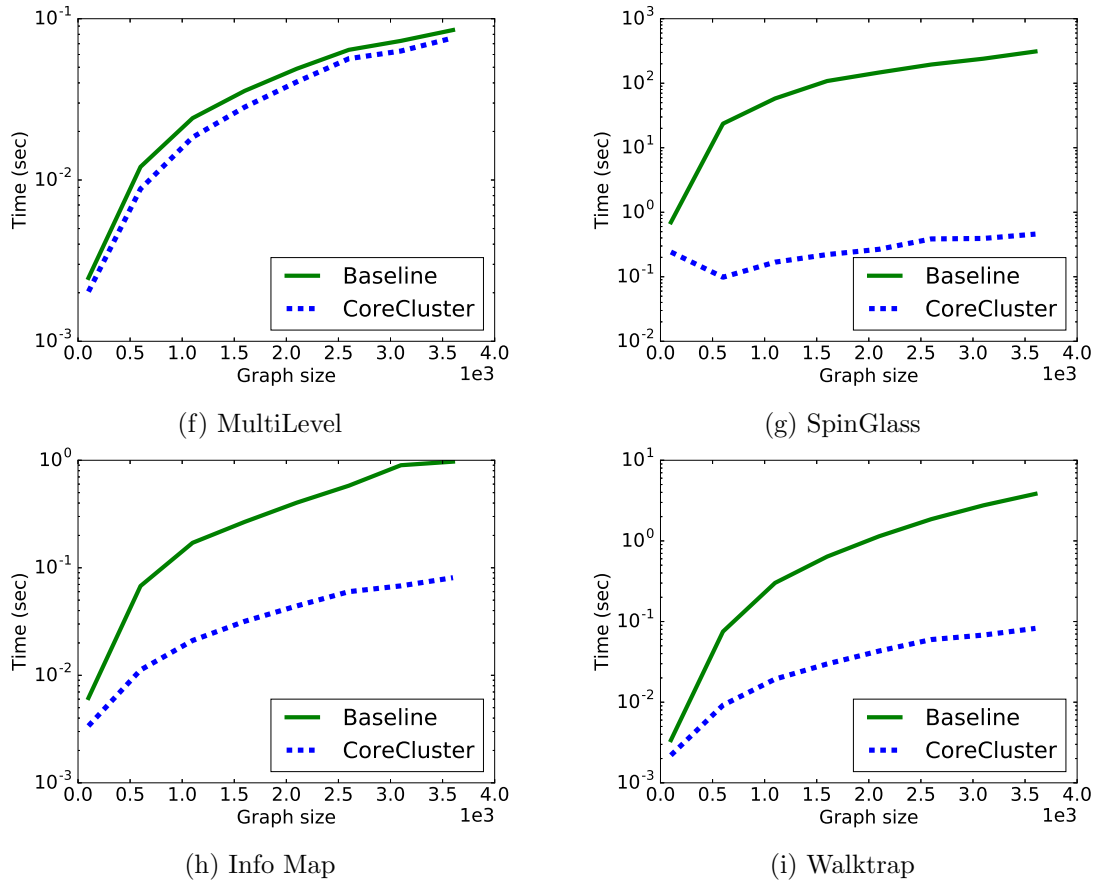 10^-1
10^-2
10^-3
Time (sec)
Baseline
CoreCluster
0.0 0.5 1.0 1.5 2.0 2.5 3.0 3.5 4.0
Graph size 1e3
(f) MultiLevel
10^3
10^2
10^1
10^0
10^-1
10^-2
Time (sec)
Baseline
CoreCluster
0.0 0.5 1.0 1.5 2.0 2.5 3.0 3.5 4.0
Graph size 1e3
(g) SpinGlass
10^0
10^-1
10^-2
10^-3
Time (sec)
Baseline
CoreCluster
0.0 0.5 1.0 1.5 2.0 2.5 3.0 3.5 4.0
Graph size 1e3
(h) Info Map
10^1
10^0
10^-1
10^-2
10^-3
Time (sec)
Baseline
CoreCluster
0.0 0.5 1.0 1.5 2.0 2.5 3.0 3.5 4.0
Graph size 1e3
(i) Walktrap